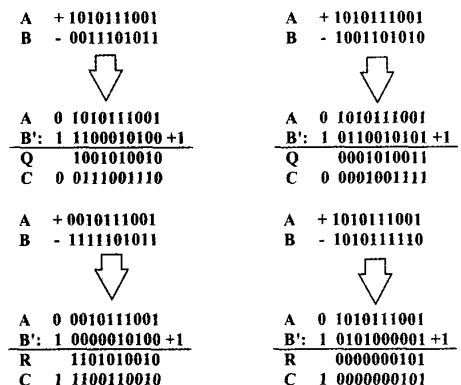 A + 1010111001
B - 0011101011
A 0 1010111001
B': 1 1100010100 +1
Q 1001010010
C 0 0111001110
A + 1010111001
B - 1001101010
A 0 1010111001
B': 1 0110010101 +1
Q 0001010011
C 0 0001001111
A + 0010111001
B - 1111101011
A 0 0010111001
B': 1 0000010100 +1
R 1101010010
C 1 1100110010
A + 1010111001
B - 1010111110
A 0 1010111001
B': 1 0101000001 +1
R 0000000101
C 1 0000000101